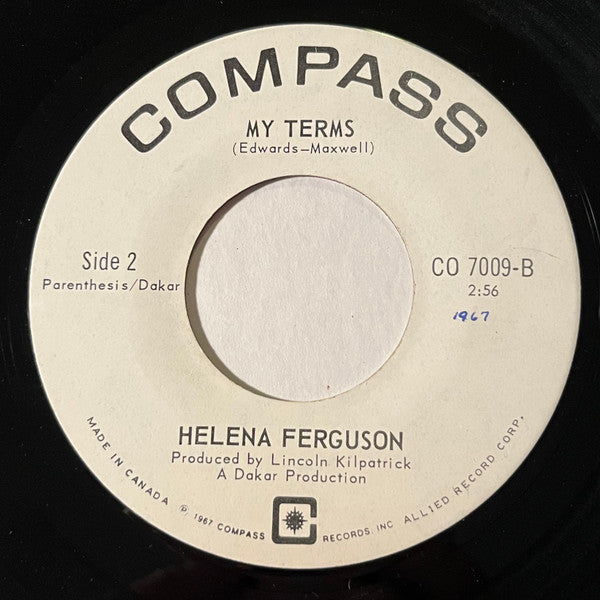 COMPASS
MY TERMS
(Edwards–Maxwell)
Side 2
Parenthesis/Dakar
CO 7009-B
2:56
1967
HELENA FERGUSON
Produced by Lincoln Kilpatrick
A Dakar Production
MADE IN CANADA ℗ 1967 COMPASS C RECORDS, INC ALLIED RECORD CORP.